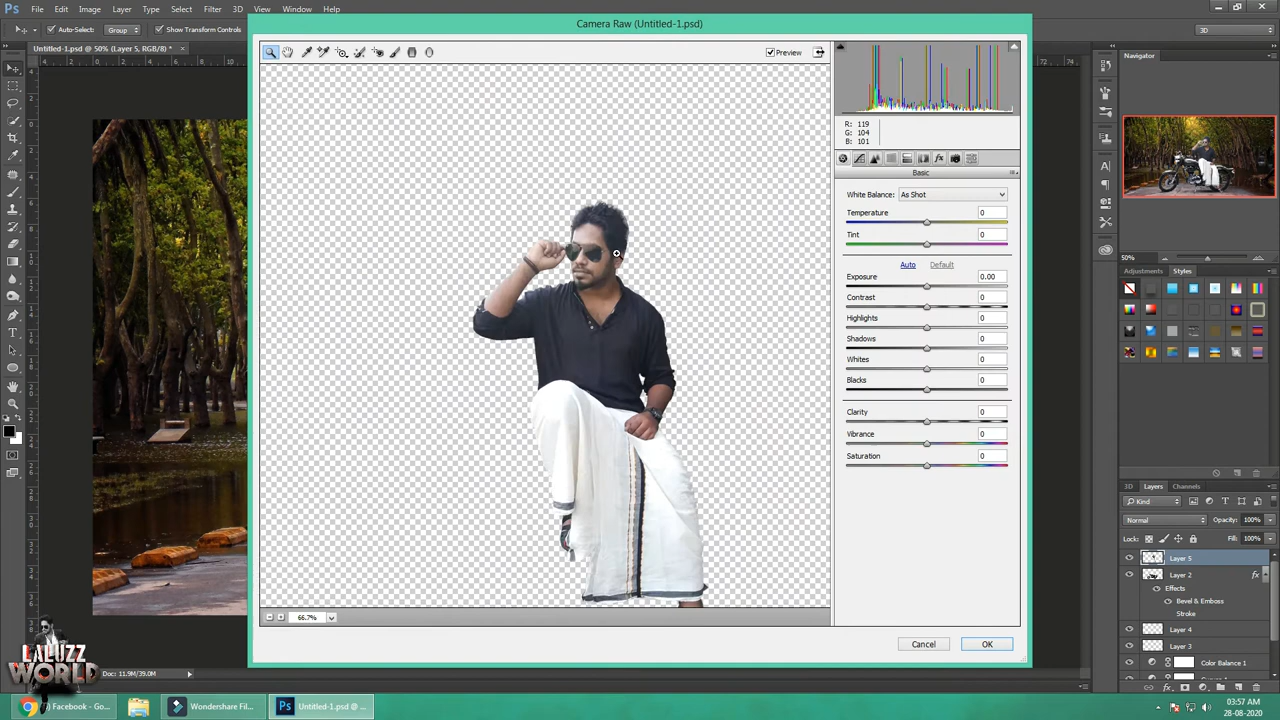 Ps File Edit Image Layer Type Select Filter 3D View Window Help
Camera Raw (Untitled-1.psd)
Auto-Select: Group Show Transform Controls
3D
Untitled-1.psd @ 50% (Layer 5, RGB/8) * ×
Preview
R: 119
G: 104
B: 101
Basic
White Balance: As Shot
Temperature 0
Tint 0
Auto Default
Exposure 0.00
Contrast 0
Highlights 0
Shadows 0
Whites 0
Blacks 0
Clarity 0
Vibrance 0
Saturation 0
66.7%
Cancel OK
Navigator
50%
Adjustments Styles
3D Layers Channels
Kind
Normal Opacity: 100%
Lock: Fill: 100%
Layer 5
Layer 2 fx
Effects
Bevel & Emboss
Stroke
Layer 4
Layer 3
Color Balance 1
LALUZZ
WORLD
Doc: 11.9M/39.0M
Facebook - Go...
Wondershare Fil...
Ps Untitled-1.psd @ ...
03:57 AM
28-08-2020